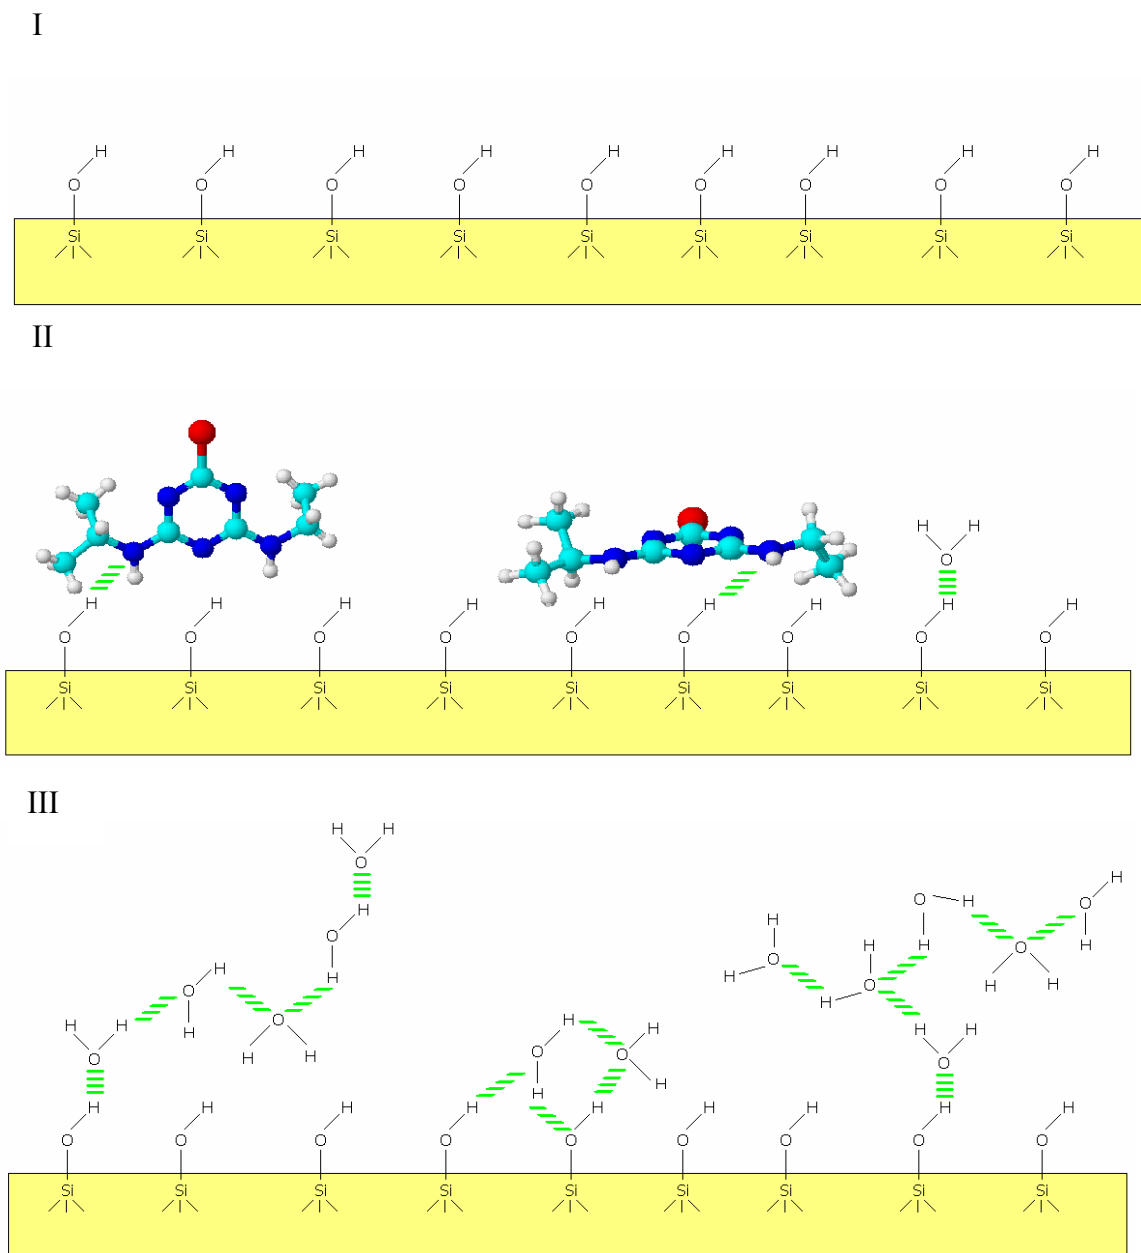 I
H H H H H H H H H
O O O O O O O O O
Si Si Si Si Si Si Si Si Si
II
H H
O
H H H H H H H H H
O O O O O O O O O
Si Si Si Si Si Si Si Si Si
III
H H
O
H
H O H O
H
O H H O H
H O
H H O O H H
H
H H H O H H H H
O H H O O O
H H
H H H H H H H H H
O O O O O O O O O
Si Si Si Si Si Si Si Si Si